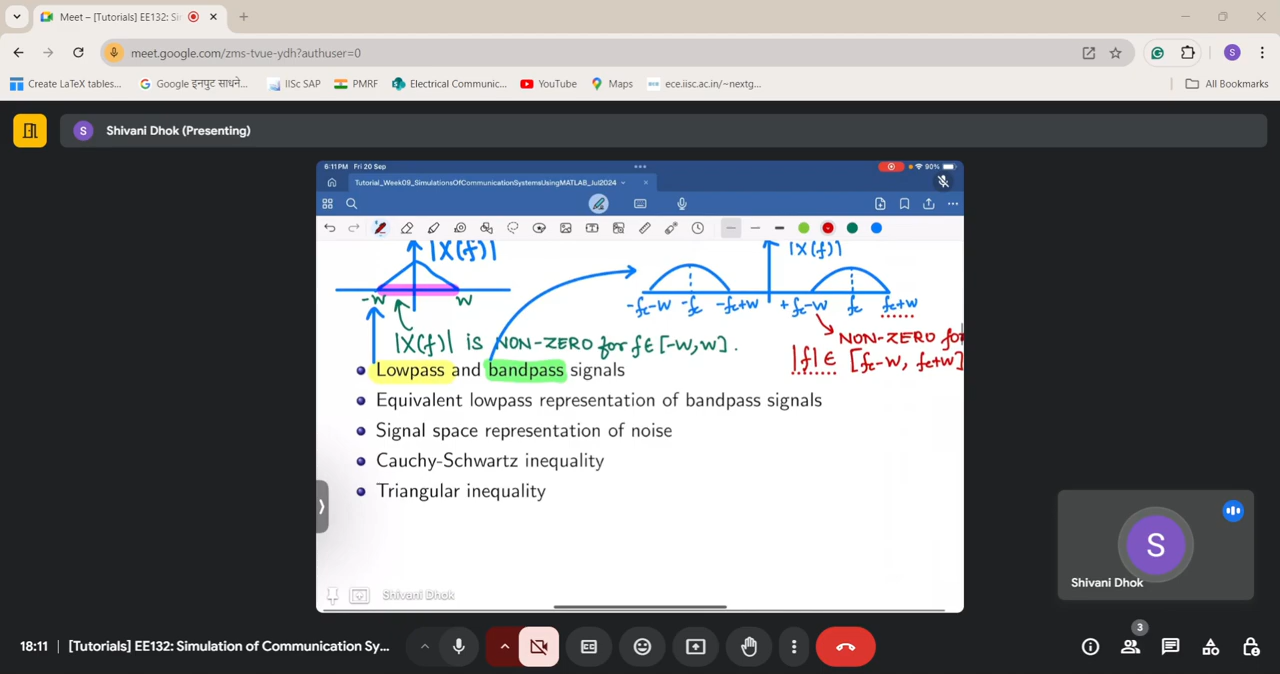 Meet – [Tutorials] EE132: Si
meet.google.com/zms-tvue-ydh?authuser=0
S
Create LaTeX tables...
Google इनपुट साधने...
IISc SAP
PMRF
Electrical Communic...
YouTube
Maps
ece.iisc.ac.in/~nextg...
All Bookmarks
S Shivani Dhok (Presenting)
6:11 PM Fri 20 Sep
90%
Tutorial_Week09_SimulationsOfCommunicationSystemsUsingMATLAB_Jul2024
|X(f)| |X(f)|
-W W -fc-W -fc -fc+W +fc-W fc fc+W
|X(f)| is NON-ZERO for f∈[-W,W].
NON-ZERO for
|f|∈ [fc-W, fc+W]
• Lowpass and bandpass signals
• Equivalent lowpass representation of bandpass signals
• Signal space representation of noise
• Cauchy-Schwartz inequality
• Triangular inequality
Shivani Dhok
S
Shivani Dhok
18:11 | [Tutorials] EE132: Simulation of Communication Sy...
3